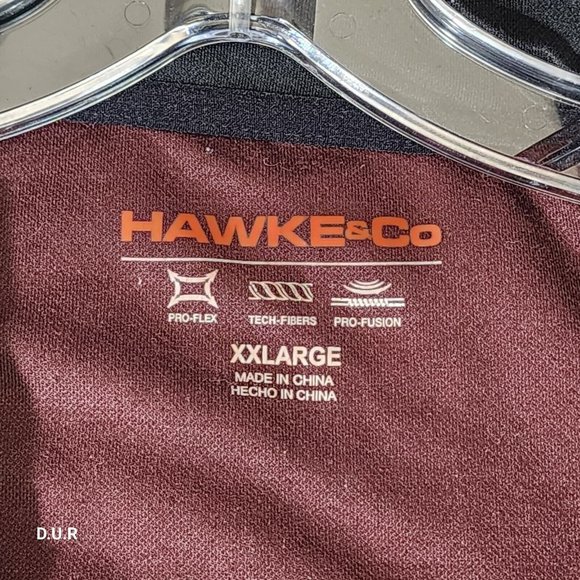 HAWKE&Co
PRO-FLEX TECH-FIBERS PRO-FUSION
XXLARGE
MADE IN CHINA
HECHO IN CHINA
D.U.R